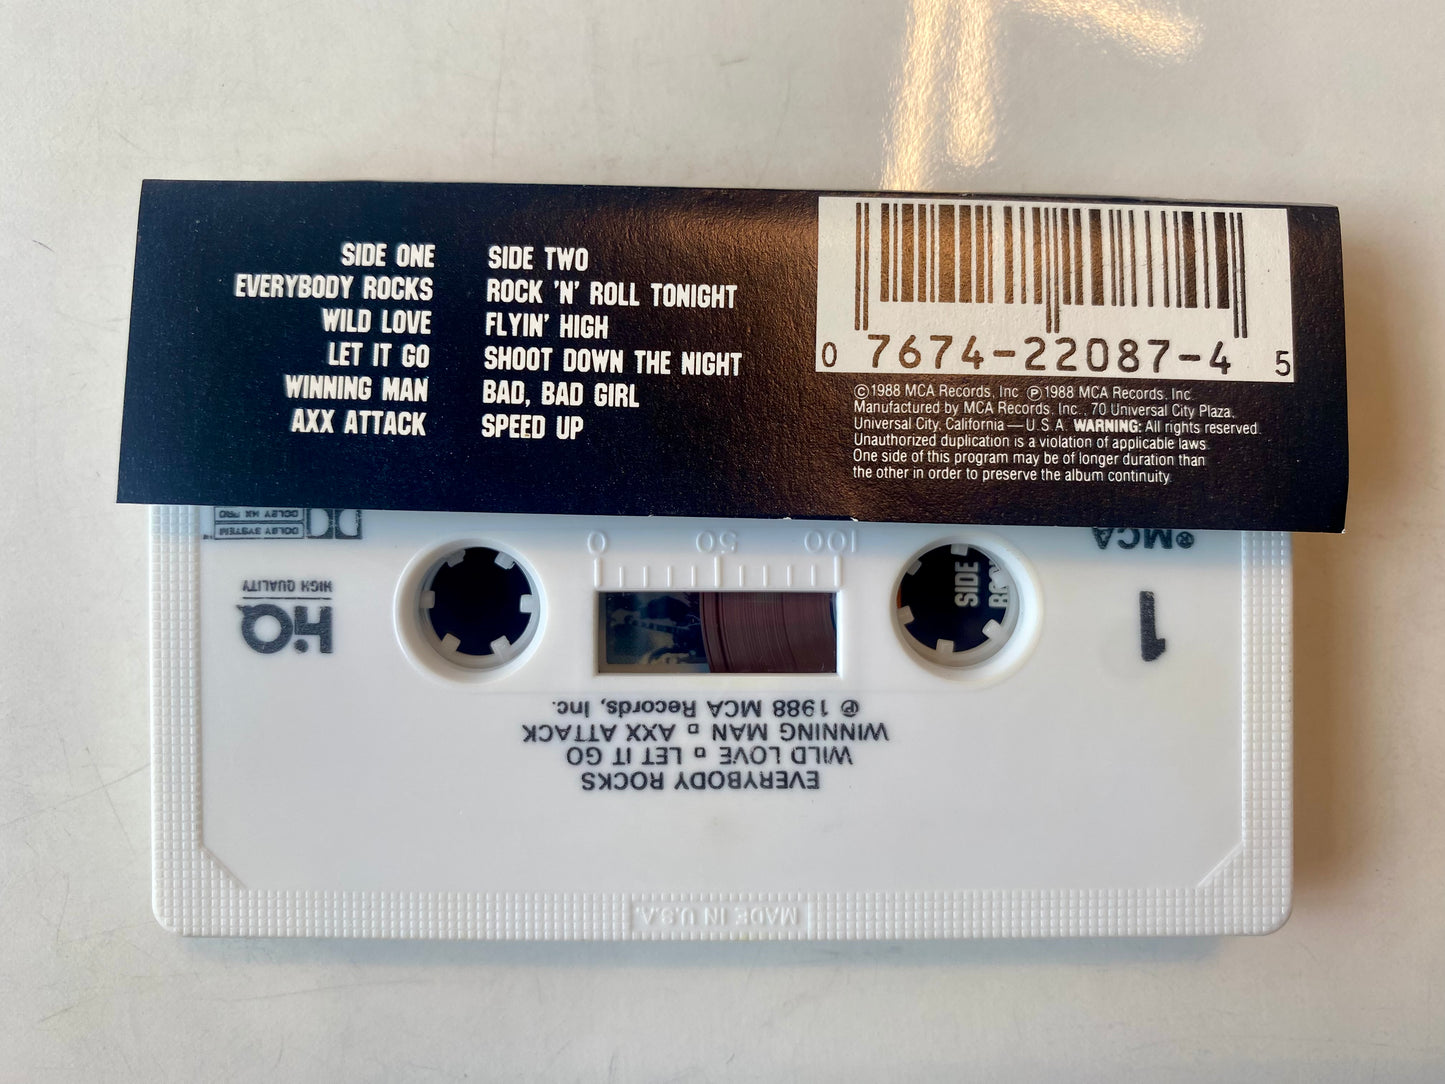 SIDE ONE
EVERYBODY ROCKS
WILD LOVE
LET IT GO
WINNING MAN
AXX ATTACK
SIDE TWO
ROCK 'N' ROLL TONIGHT
FLYIN' HIGH
SHOOT DOWN THE NIGHT
BAD, BAD GIRL
SPEED UP
0 7674-22087-4 5
©1988 MCA Records, Inc. ℗1988 MCA Records, Inc.
Manufactured by MCA Records, Inc., 70 Universal City Plaza,
Universal City, California—U.S.A. WARNING: All rights reserved.
Unauthorized duplication is a violation of applicable laws.
One side of this program may be of longer duration than
the other in order to preserve the album continuity.
DOLBY SYSTEM
DOLBY HX PRO
MCA®
0 50 100
HQ
HIGH QUALITY
SIDE
1
EVERYBODY ROCKS
WILD LOVE ▫ LET IT GO
WINNING MAN ▫ AXX ATTACK
℗ 1988 MCA Records, Inc.
MADE IN U.S.A.